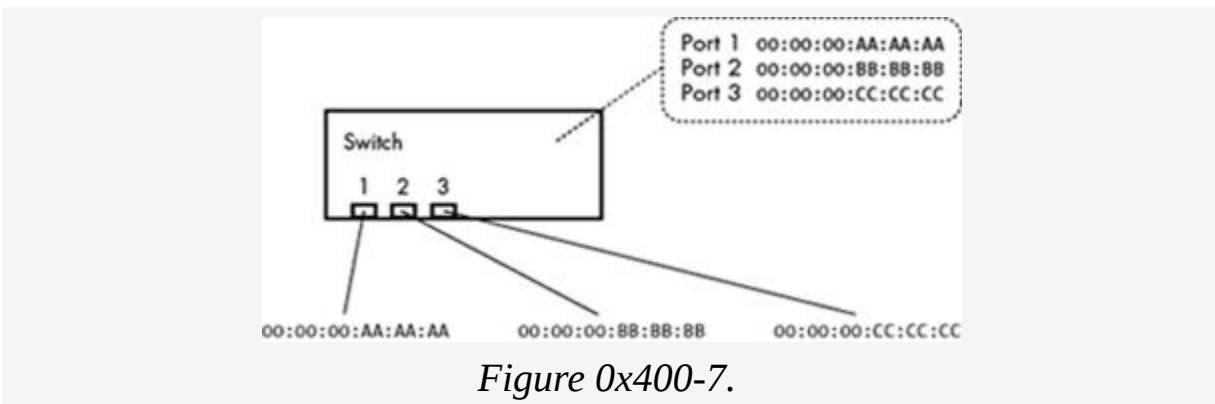 Port 1 00:00:00:AA:AA:AA
Port 2 00:00:00:BB:BB:BB
Port 3 00:00:00:CC:CC:CC
Switch
1 2 3
00:00:00:AA:AA:AA 00:00:00:BB:BB:BB 00:00:00:CC:CC:CC
Figure 0x400-7.